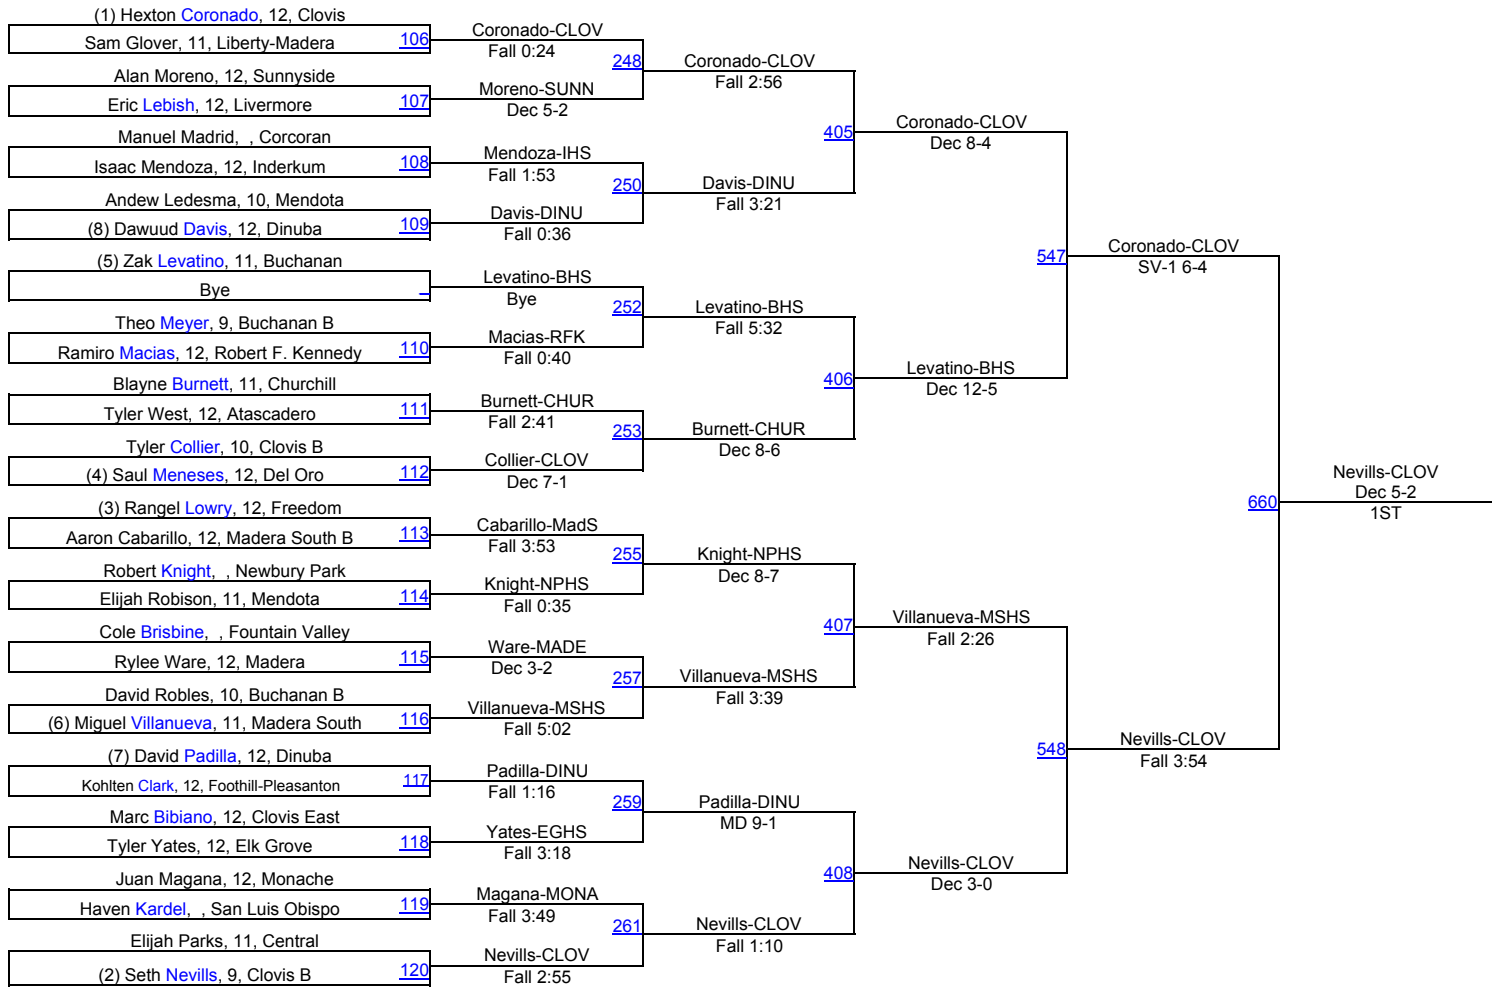 (1) Hexton Coronado, 12, Clovis
Sam Glover, 11, Liberty-Madera
106
Alan Moreno, 12, Sunnyside
Eric Lebish, 12, Livermore
107
Manuel Madrid, , Corcoran
Isaac Mendoza, 12, Inderkum
108
Andew Ledesma, 10, Mendota
(8) Dawuud Davis, 12, Dinuba
109
(5) Zak Levatino, 11, Buchanan
Bye
Theo Meyer, 9, Buchanan B
Ramiro Macias, 12, Robert F. Kennedy
110
Blayne Burnett, 11, Churchill
Tyler West, 12, Atascadero
111
Tyler Collier, 10, Clovis B
(4) Saul Meneses, 12, Del Oro
112
(3) Rangel Lowry, 12, Freedom
Aaron Cabarillo, 12, Madera South B
113
Robert Knight, , Newbury Park
Elijah Robison, 11, Mendota
114
Cole Brisbine, , Fountain Valley
Rylee Ware, 12, Madera
115
David Robles, 10, Buchanan B
(6) Miguel Villanueva, 11, Madera South
116
(7) David Padilla, 12, Dinuba
Kohlten Clark, 12, Foothill-Pleasanton
117
Marc Bibiano, 12, Clovis East
Tyler Yates, 12, Elk Grove
118
Juan Magana, 12, Monache
Haven Kardel, , San Luis Obispo
119
Elijah Parks, 11, Central
(2) Seth Nevills, 9, Clovis B
120
Coronado-CLOV
Fall 0:24
248
Moreno-SUNN
Dec 5-2
Mendoza-IHS
Fall 1:53
250
Davis-DINU
Fall 0:36
Levatino-BHS
Bye
252
Macias-RFK
Fall 0:40
Burnett-CHUR
Fall 2:41
253
Collier-CLOV
Dec 7-1
Cabarillo-MadS
Fall 3:53
255
Knight-NPHS
Fall 0:35
Ware-MADE
Dec 3-2
257
Villanueva-MSHS
Fall 5:02
Padilla-DINU
Fall 1:16
259
Yates-EGHS
Fall 3:18
Magana-MONA
Fall 3:49
261
Nevills-CLOV
Fall 2:55
Coronado-CLOV
Fall 2:56
405
Davis-DINU
Fall 3:21
Levatino-BHS
Fall 5:32
406
Burnett-CHUR
Dec 8-6
Knight-NPHS
Dec 8-7
407
Villanueva-MSHS
Fall 3:39
Padilla-DINU
MD 9-1
408
Nevills-CLOV
Fall 1:10
Coronado-CLOV
Dec 8-4
547
Levatino-BHS
Dec 12-5
Villanueva-MSHS
Fall 2:26
548
Nevills-CLOV
Dec 3-0
Coronado-CLOV
SV-1 6-4
660
Nevills-CLOV
Fall 3:54
Nevills-CLOV
Dec 5-2
1ST